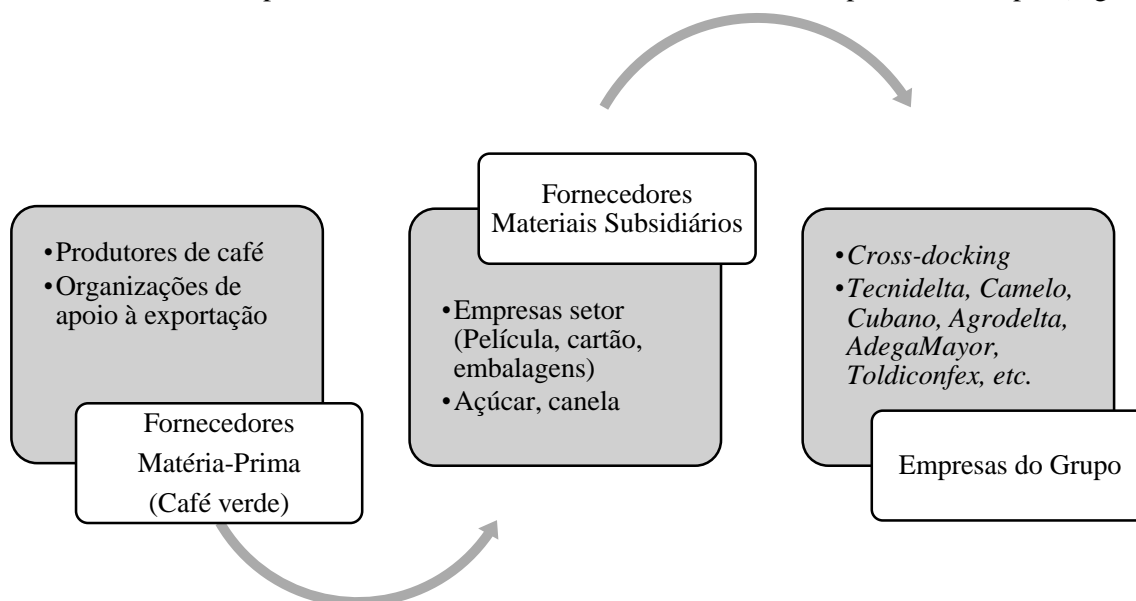 •Produtores de café
•Organizações de
apoio à exportação
Fornecedores
Matéria-Prima
(Café verde)
Fornecedores
Materiais Subsidiários
•Empresas setor
(Película, cartão,
embalagens)
•Açúcar, canela
•Cross-docking
•Tecnidelta, Camelo,
Cubano, Agrodelta,
AdegaMayor,
Toldiconfex, etc.
Empresas do Grupo